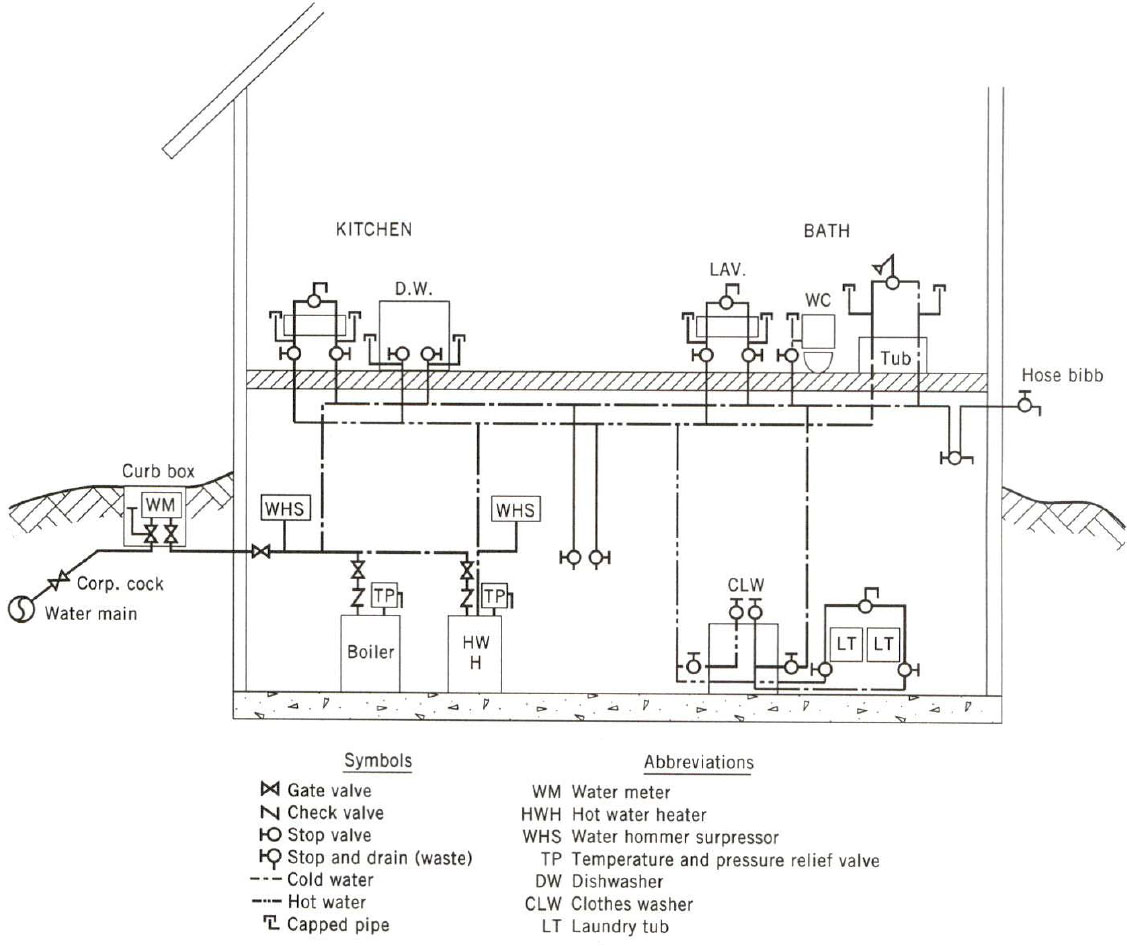 KITCHEN
BATH
D.W.
LAV.
WC
Tub
Hose bibb
Curb box
WM
WHS
WHS
Corp. cock
Water main
TP
TP
Boiler
HW
H
CLW
LT
LT
Symbols
Gate valve
Check valve
Stop valve
Stop and drain (waste)
Cold water
Hot water
Capped pipe
Abbreviations
WM Water meter
HWH Hot water heater
WHS Water hommer surpressor
TP Temperature and pressure relief valve
DW Dishwasher
CLW Clothes washer
LT Laundry tub